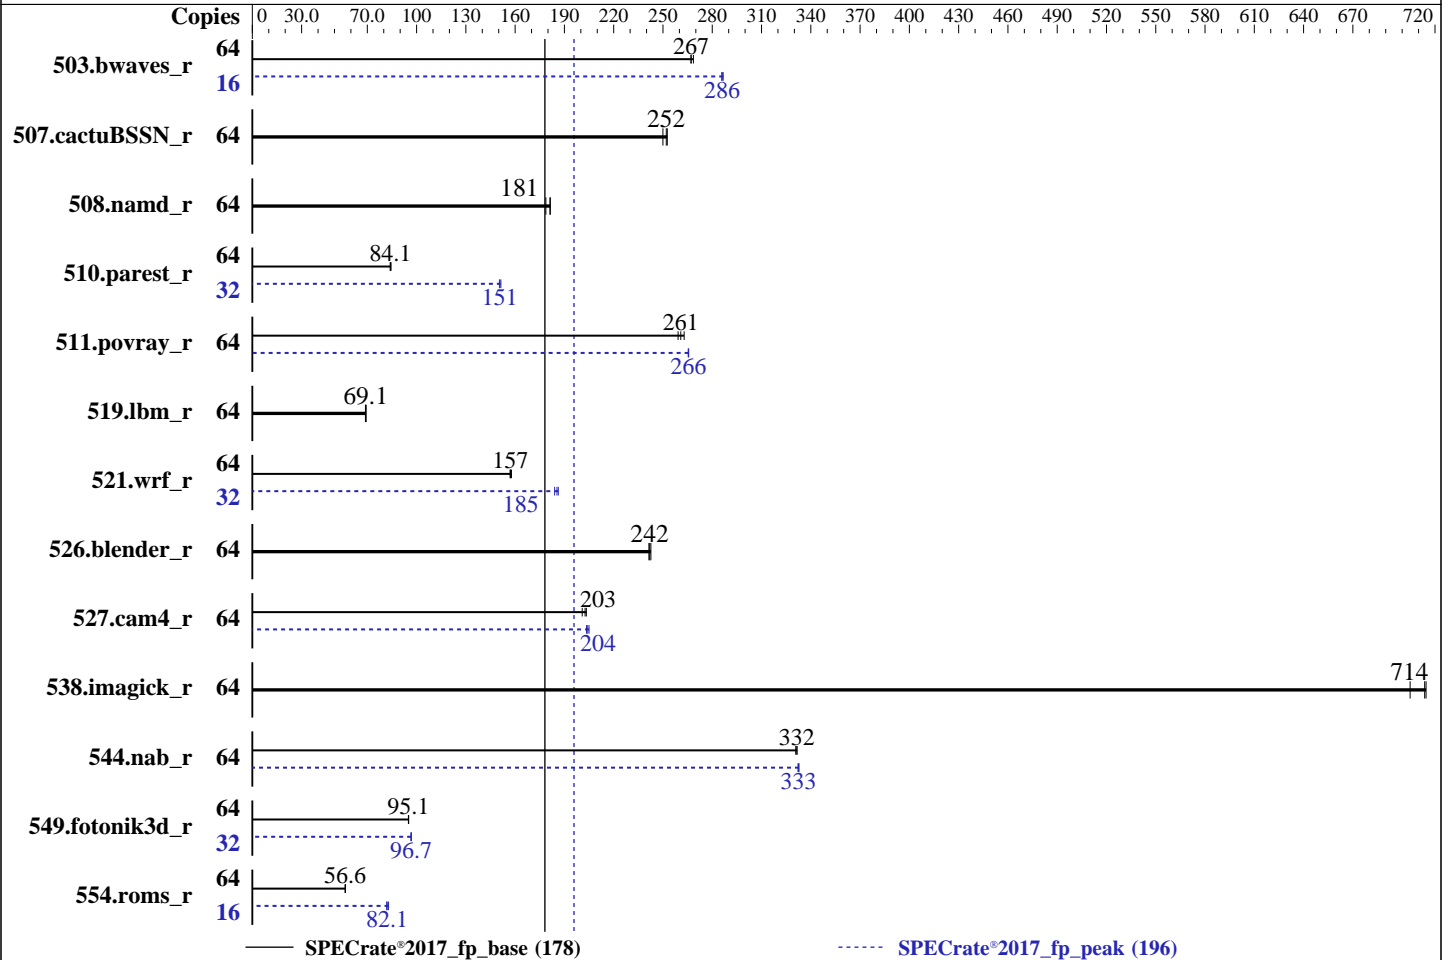 Copies 0 30.0 70.0 100 130 160 190 220 250 280 310 340 370 400 430 460 490 520 550 580 610 640 670 720
503.bwaves_r 64 267
16 286
507.cactuBSSN_r 64 252
508.namd_r 64 181
510.parest_r 64 84.1
32 151
511.povray_r 64 261
266
519.lbm_r 64 69.1
521.wrf_r 64 157
32 185
526.blender_r 64 242
527.cam4_r 64 203
204
538.imagick_r 64 714
544.nab_r 64 332
333
549.fotonik3d_r 64 95.1
32 96.7
554.roms_r 64 56.6
16 82.1
SPECrate®2017_fp_base (178) SPECrate®2017_fp_peak (196)